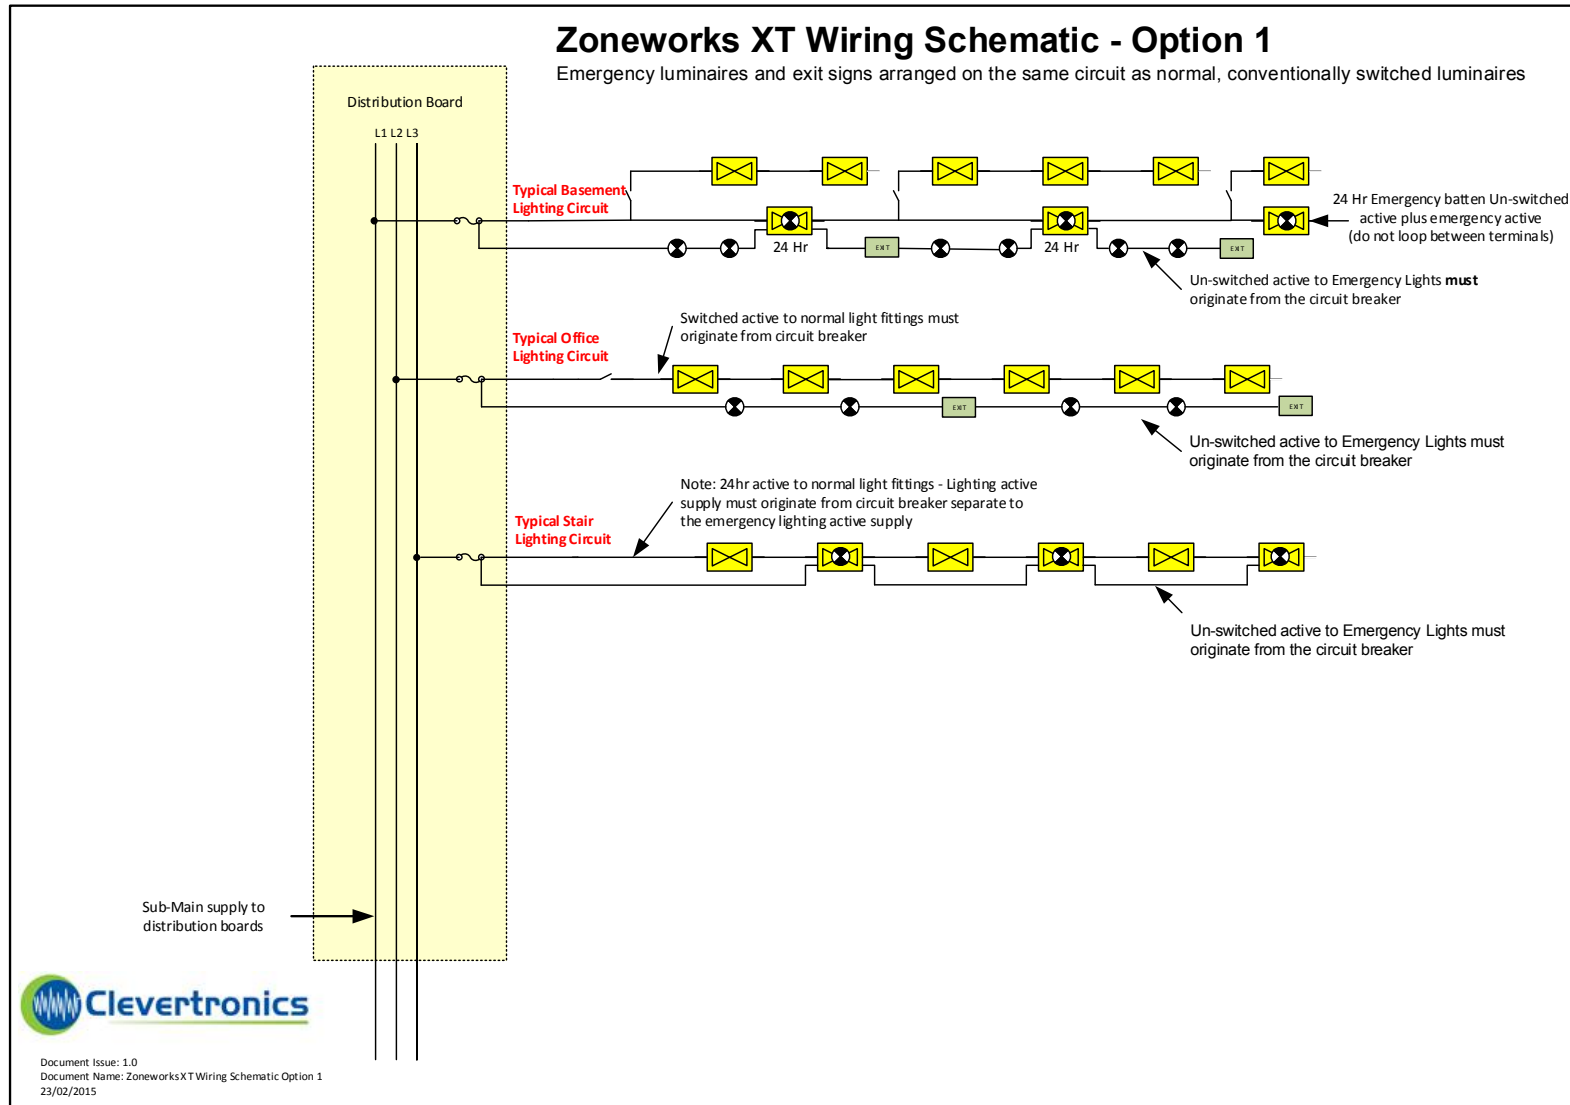 Zoneworks XT Wiring Schematic - Option 1
Emergency luminaires and exit signs arranged on the same circuit as normal, conventionally switched luminaires
Distribution Board
L1 L2 L3
Typical Basement
Lighting Circuit
24 Hr
24 Hr
EXIT
EXIT
24 Hr Emergency batten Un-switched
active plus emergency active
(do not loop between terminals)
Un-switched active to Emergency Lights must
originate from the circuit breaker
Switched active to normal light fittings must
originate from circuit breaker
Typical Office
Lighting Circuit
EXIT
EXIT
Un-switched active to Emergency Lights must
originate from the circuit breaker
Note: 24hr active to normal light fittings - Lighting active
supply must originate from circuit breaker separate to
the emergency lighting active supply
Typical Stair
Lighting Circuit
Un-switched active to Emergency Lights must
originate from the circuit breaker
Sub-Main supply to
distribution boards
Clevertronics
Document Issue: 1.0
Document Name: Zoneworks XT Wiring Schematic Option 1
23/02/2015